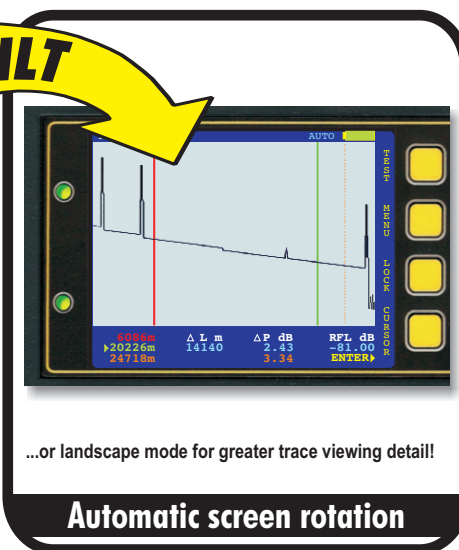 ILT
AUTO
TEST
MENU
LOCK
CURSOR
6086m Δ L m ΔP dB RFL dB
▶20226m 14140 2.43 -81.00
24718m 3.34 ENTER▶
...or landscape mode for greater trace viewing detail!
Automatic screen rotation